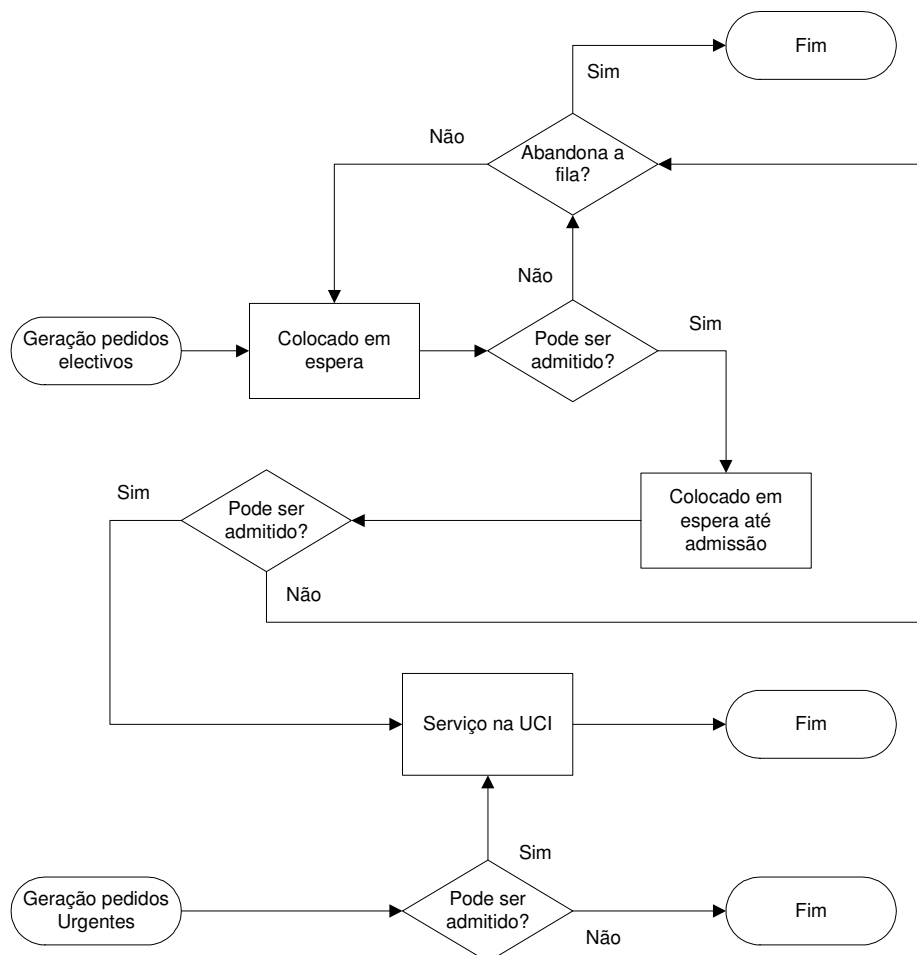 Fim
Sim
Não
Abandona a
fila?
Não
Geração pedidos
electivos
Colocado em
espera
Pode ser
admitido?
Sim
Sim
Pode ser
admitido?
Colocado em
espera até
admissão
Não
Serviço na UCI
Fim
Sim
Geração pedidos
Urgentes
Pode ser
admitido?
Não
Fim